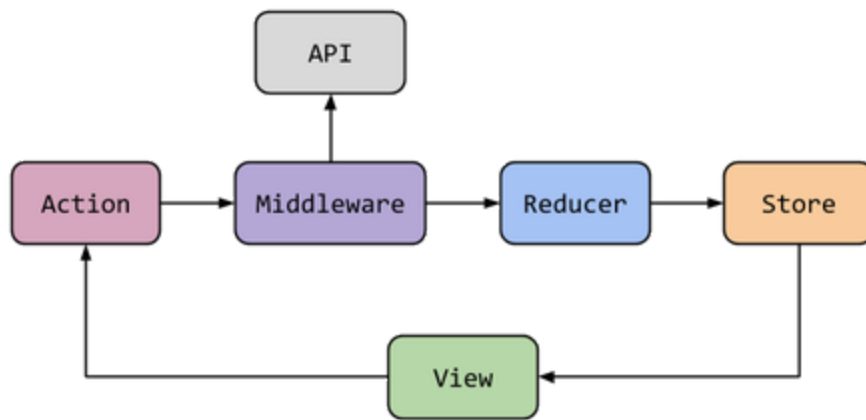 API
Action
Middleware
Reducer
Store
View